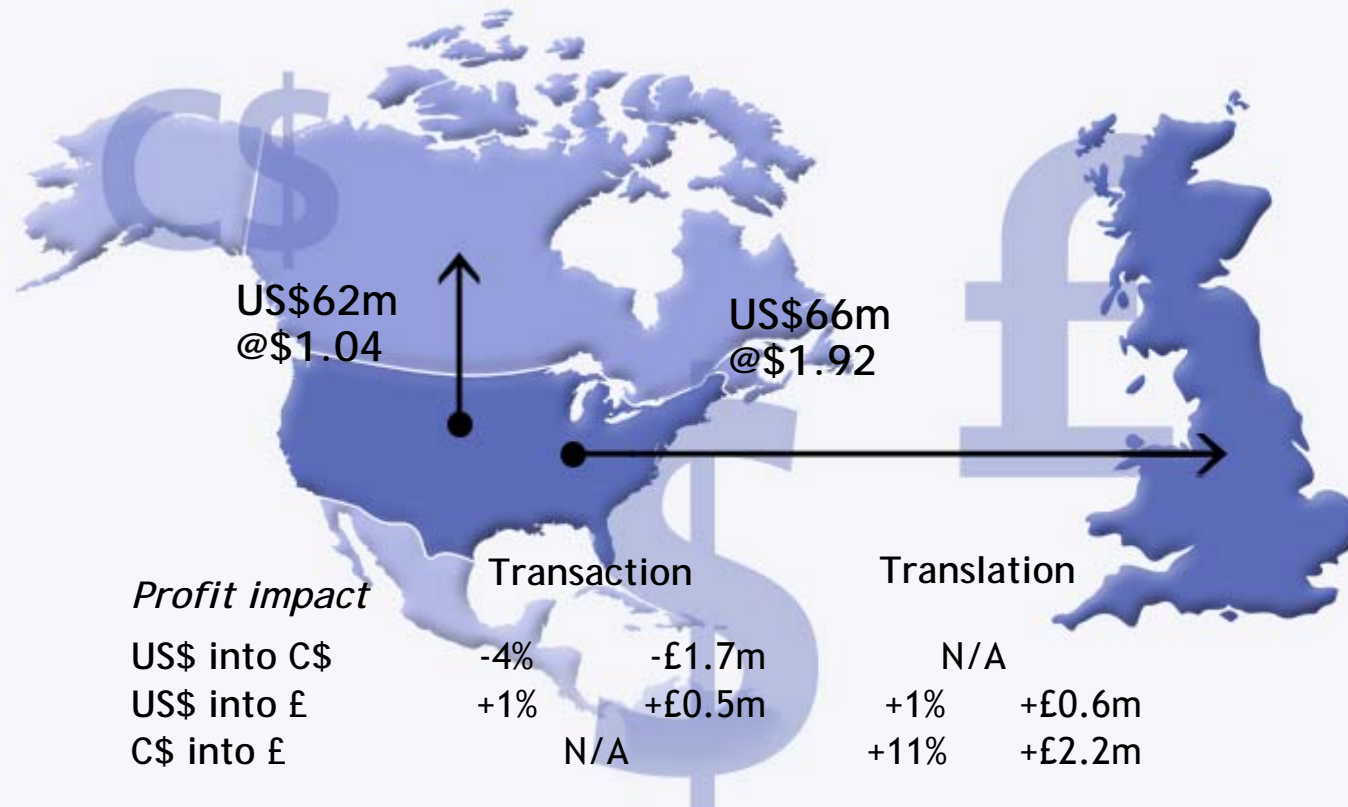 C$
£
$
US$62m
@$1.04
US$66m
@$1.92
Profit impact Transaction Translation
US$ into C$ -4% -£1.7m N/A
US$ into £ +1% +£0.5m +1% +£0.6m
C$ into £ N/A +11% +£2.2m